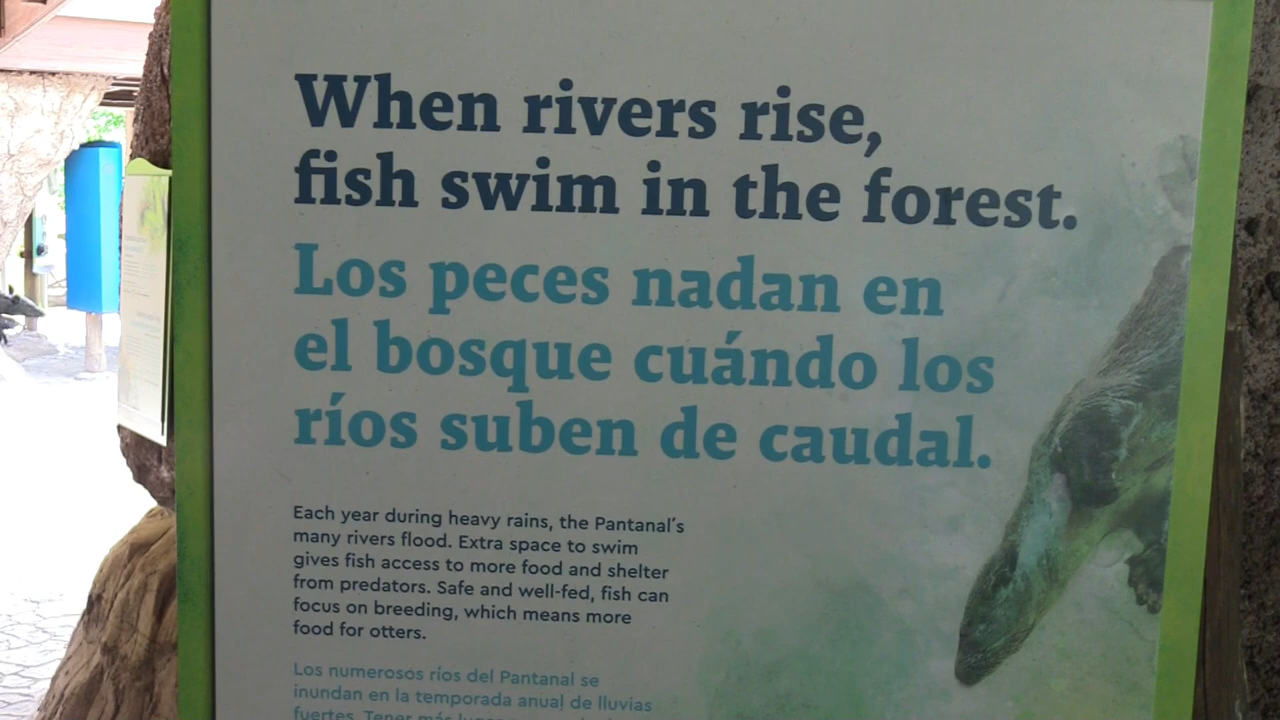 When rivers rise,
fish swim in the forest.
Los peces nadan en
el bosque cuándo los
ríos suben de caudal.
Each year during heavy rains, the Pantanal's
many rivers flood. Extra space to swim
gives fish access to more food and shelter
from predators. Safe and well-fed, fish can
focus on breeding, which means more
food for otters.
Los numerosos ríos del Pantanal se
inundan en la temporada anual de lluvias
fuertes. Tener más